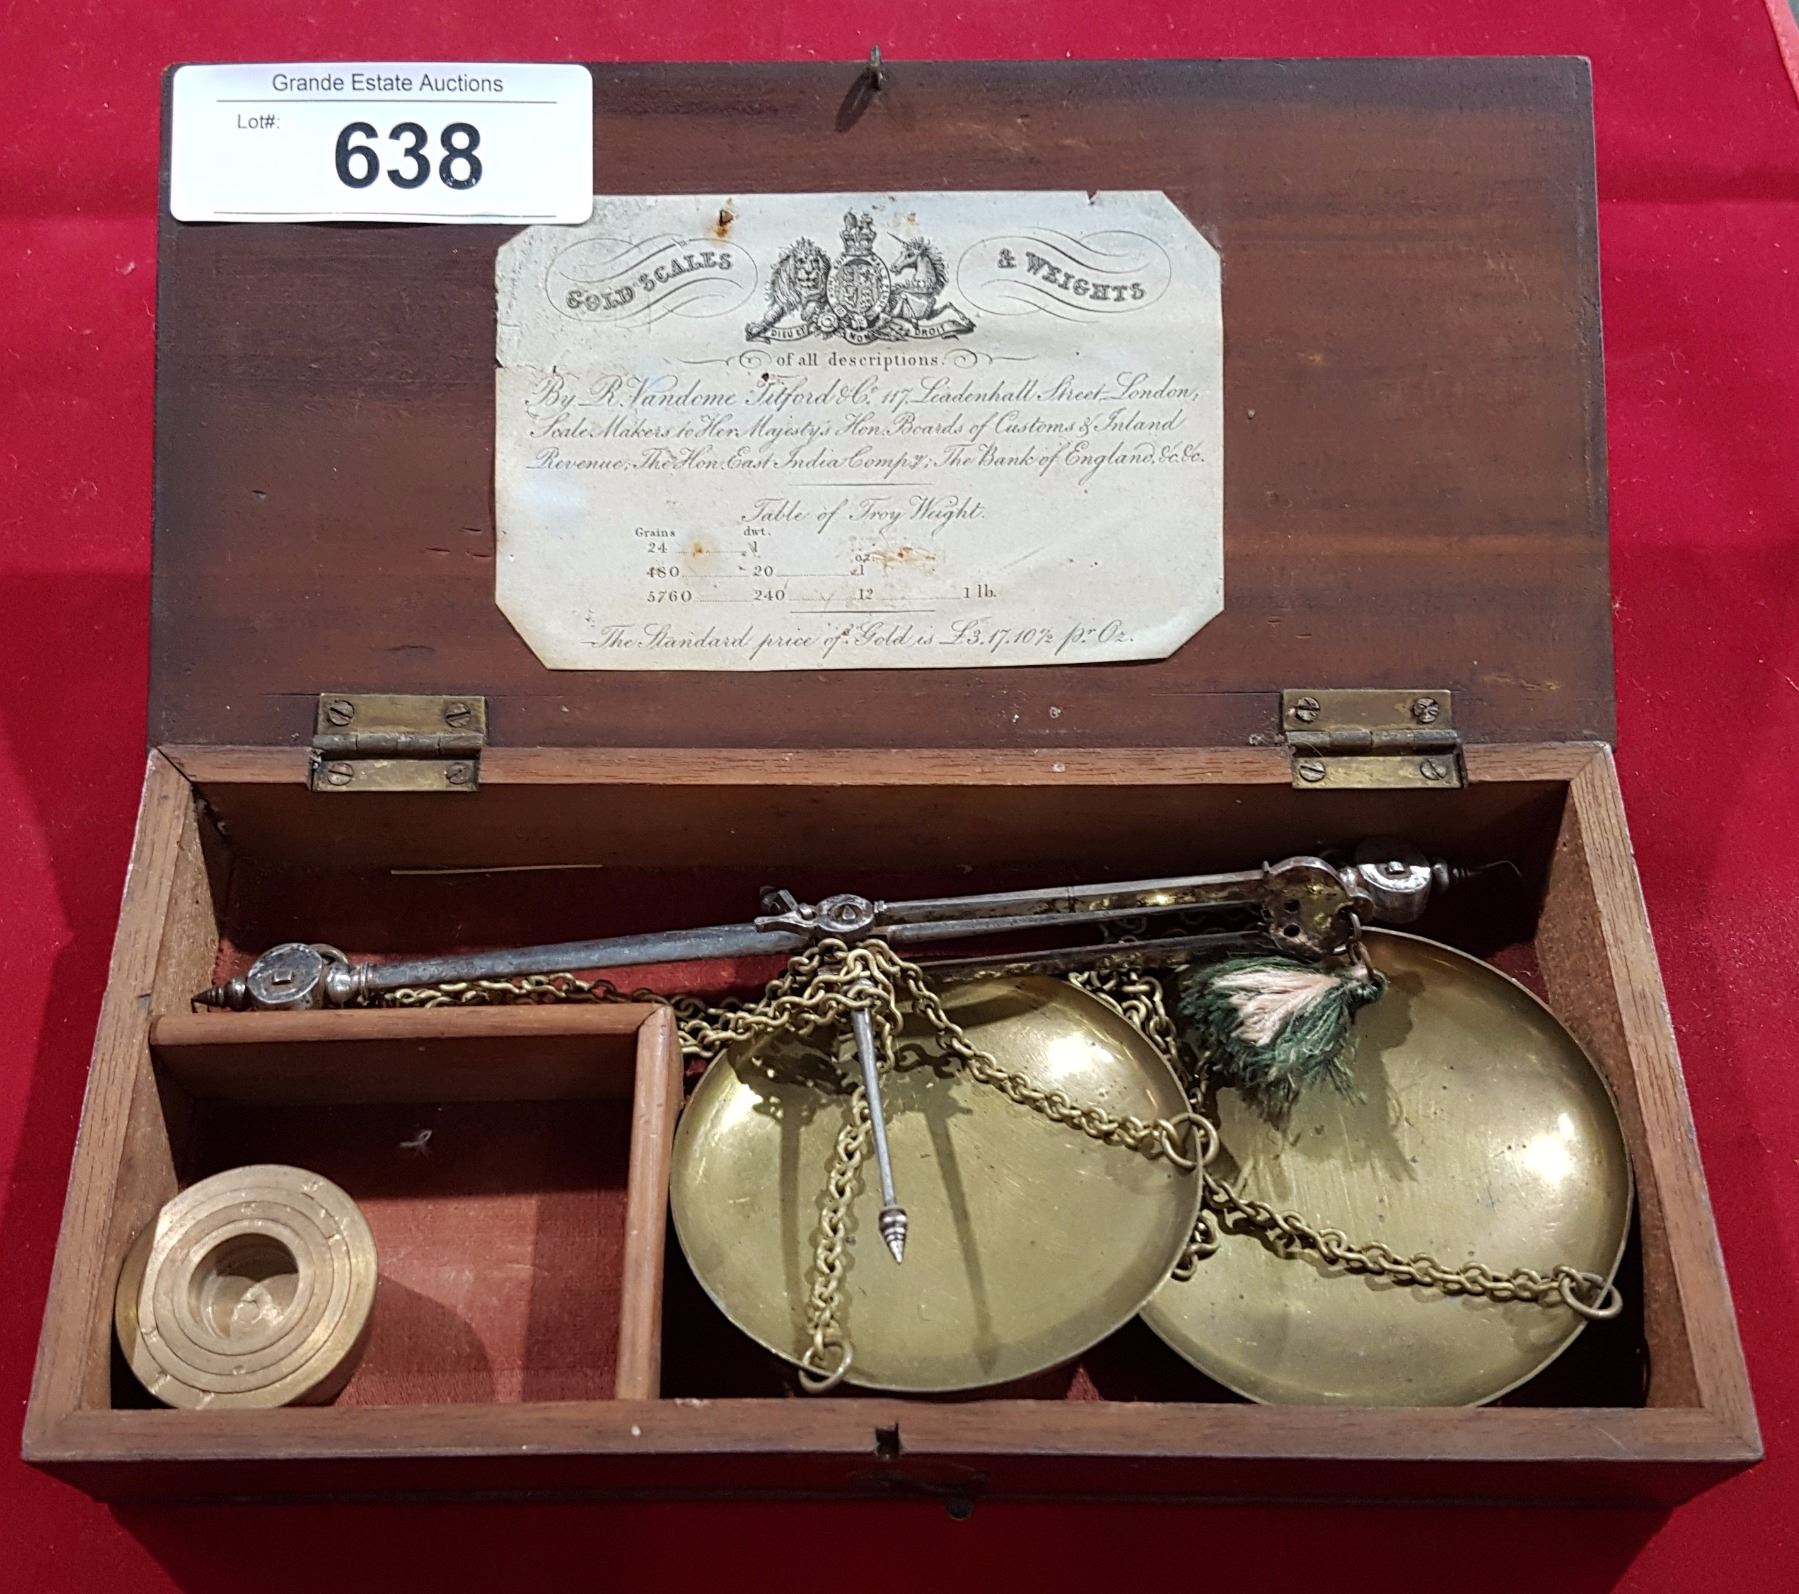 Grande Estate Auctions
Lot#:
638
GOLD SCALES & WEIGHTS
DIEU ET MON DROIT
of all descriptions.
By R. Vandome Titford & Co. 117, Leadenhall Street, London,
Scale Makers to Her Majesty's Hon. Boards of Customs & Inland
Revenue, The Hon. East India Compy; The Bank of England, &c. &c.
Table of Troy Weight.
Grains dwt.
24 1 oz.
480 20 1
5760 240 12 1 lb.
The Standard price of Gold is £3.17.10½ pr Oz.